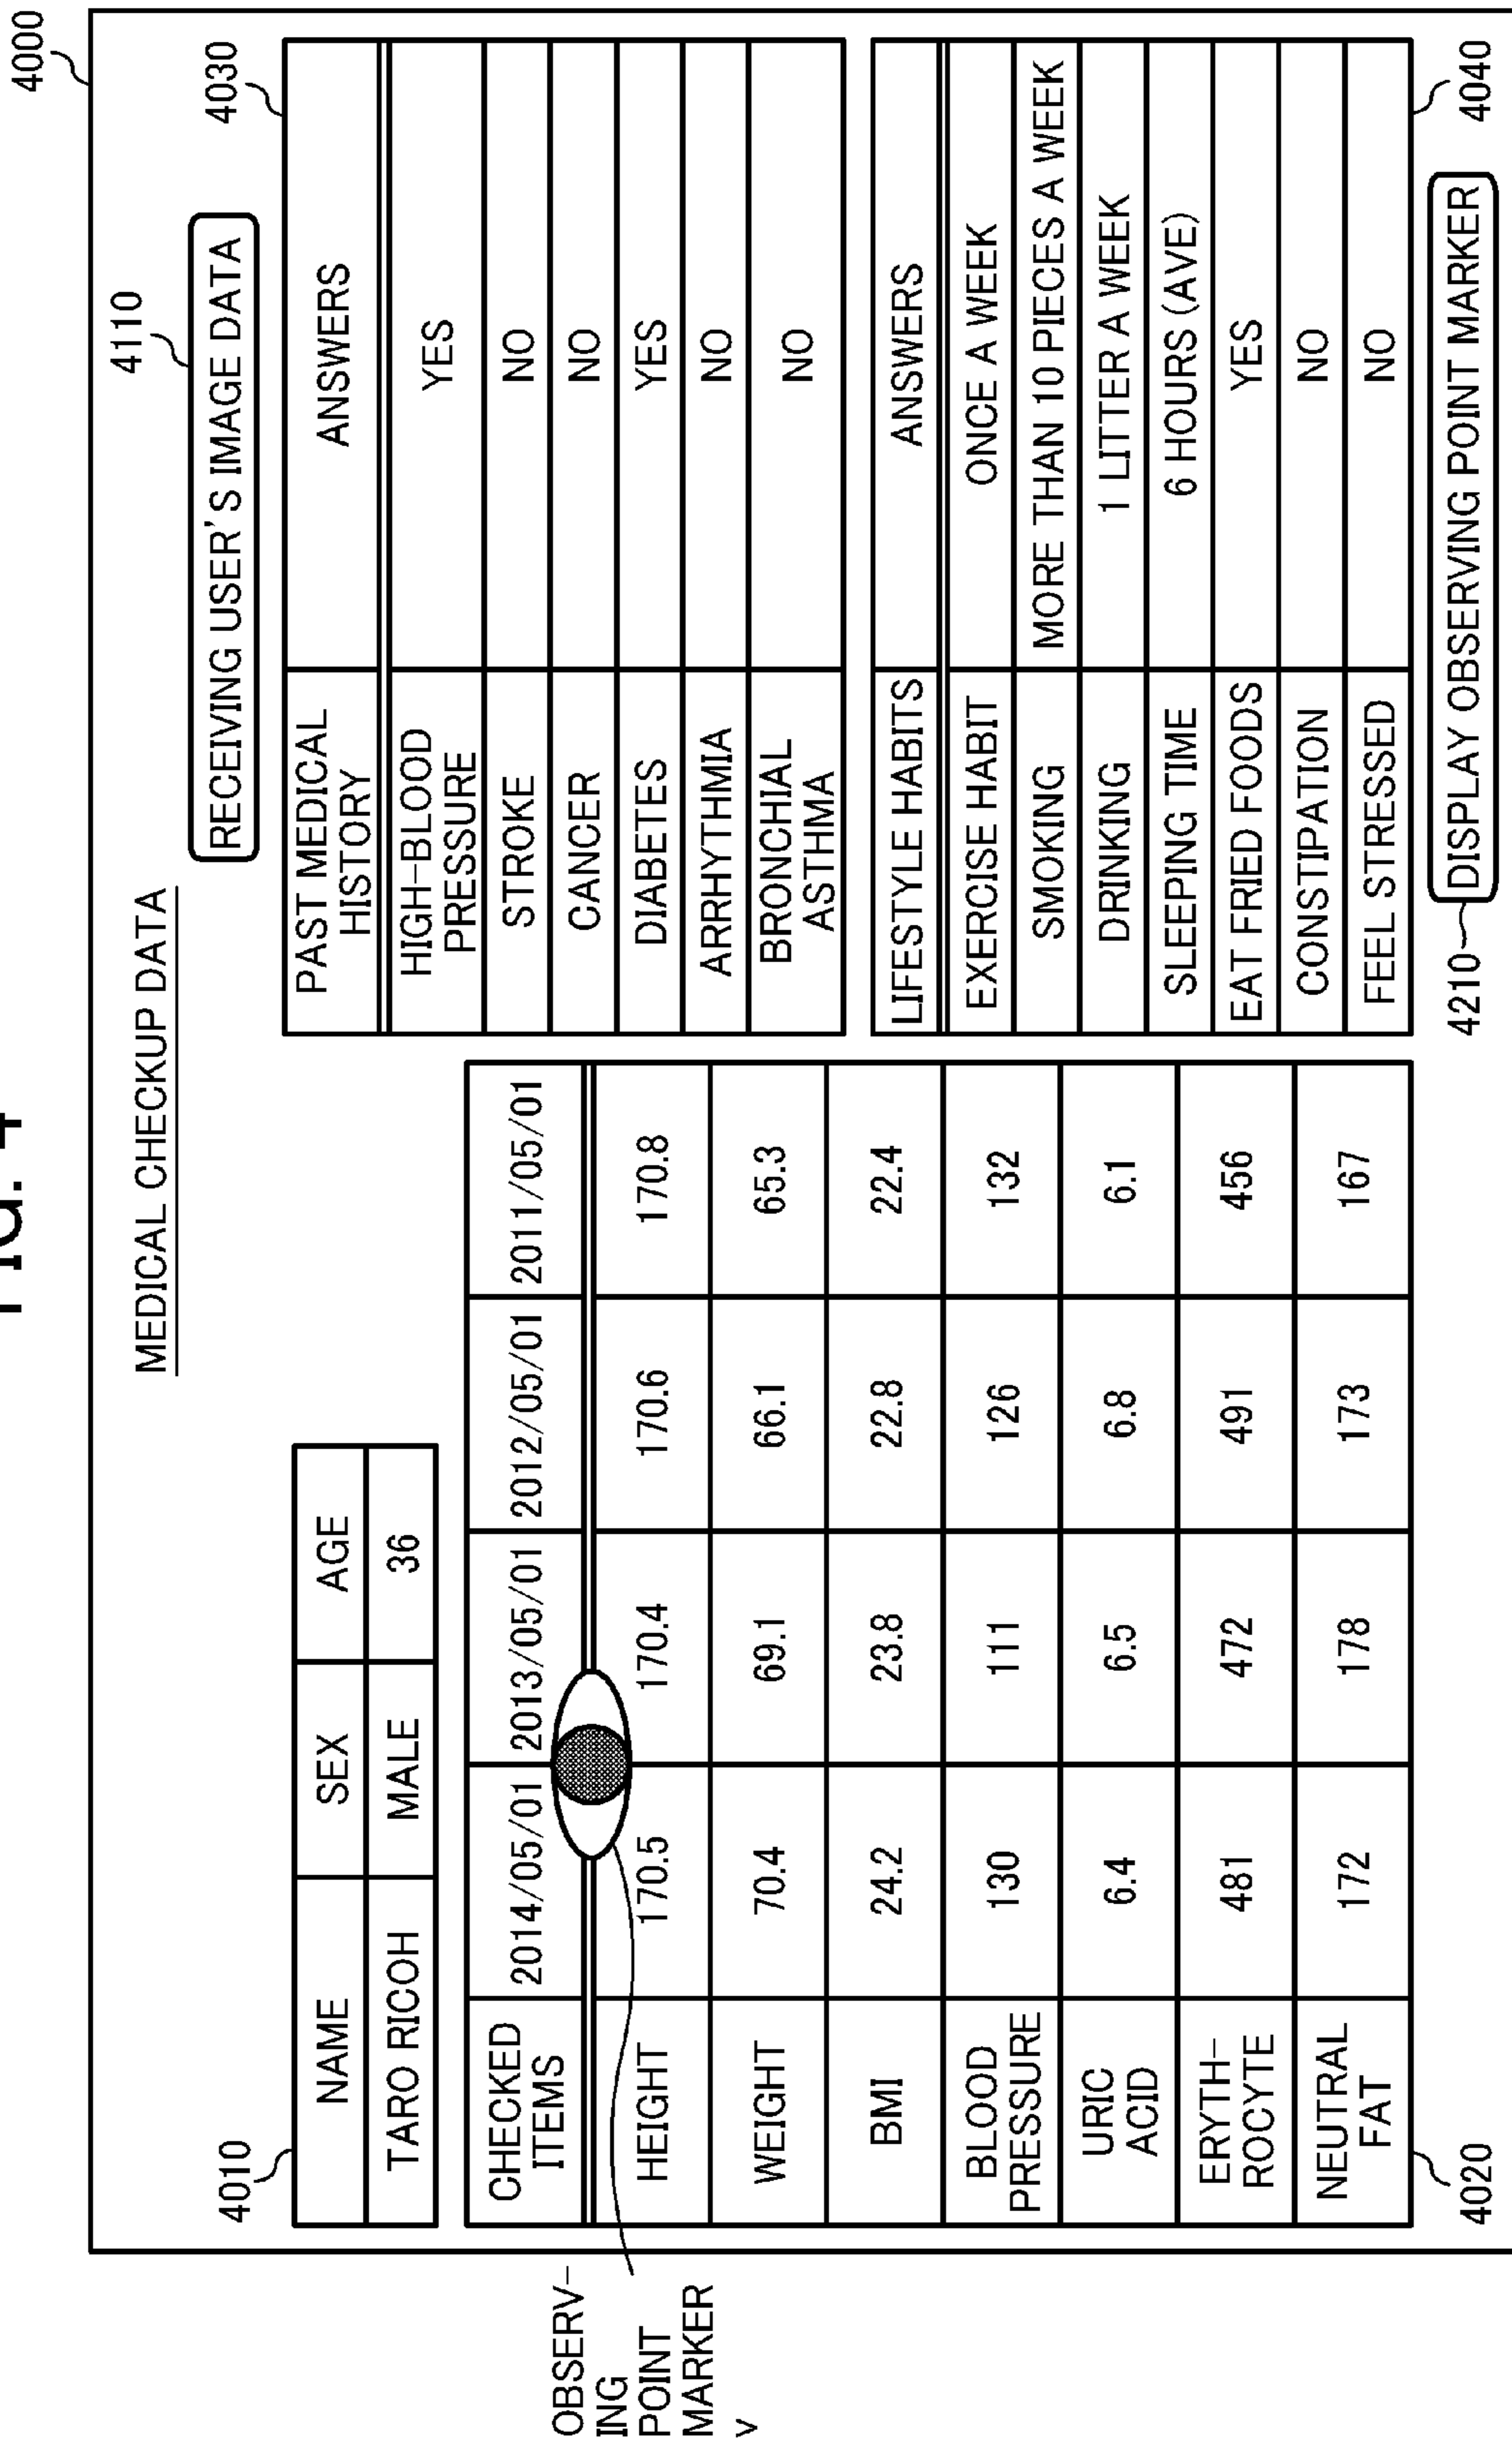 FIG. 4
4000
MEDICAL CHECKUP DATA
4110
RECEIVING USER'S IMAGE DATA
4010
NAME SEX AGE
TARO RICOH MALE 36
CHECKED ITEMS 2014/05/01 2013/05/01 2012/05/01 2011/05/01
HEIGHT 170.5 170.4 170.6 170.8
WEIGHT 70.4 69.1 66.1 65.3
BMI 24.2 23.8 22.8 22.4
BLOOD PRESSURE 130 111 126 132
URIC ACID 6.4 6.5 6.8 6.1
ERYTH-
ROCYTE 481 472 491 456
NEUTRAL FAT 172 178 173 167
4020
OBSERV-
ING
POINT
MARKER
v
4030
PAST MEDICAL HISTORY ANSWERS
HIGH-BLOOD PRESSURE YES
STROKE NO
CANCER NO
DIABETES YES
ARRHYTHMIA NO
BRONCHIAL ASTHMA NO
LIFESTYLE HABITS ANSWERS
EXERCISE HABIT ONCE A WEEK
SMOKING MORE THAN 10 PIECES A WEEK
DRINKING 1 LITTER A WEEK
SLEEPING TIME 6 HOURS (AVE)
EAT FRIED FOODS YES
CONSTIPATION NO
FEEL STRESSED NO
4210 DISPLAY OBSERVING POINT MARKER
4040